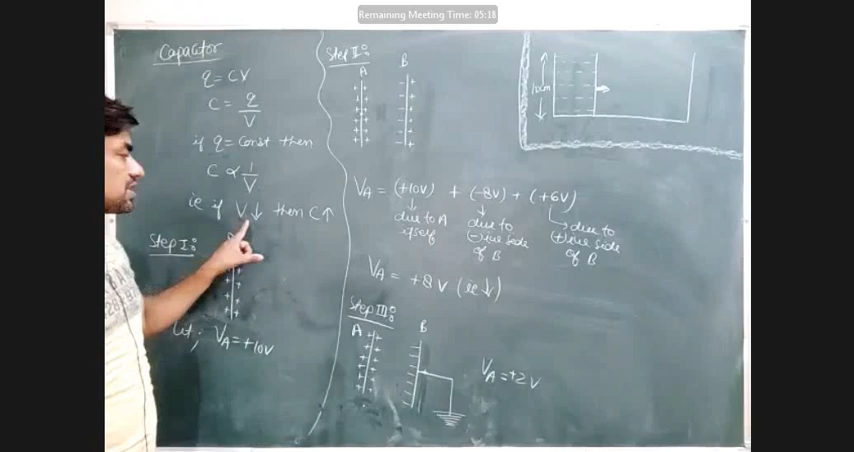 Remaining Meeting Time: 05:18
Capactor
q = CV
C = q/V
if q = Const then
C ∝ 1/V
ie if V↓ then C↑
Step I:
let; VA = +10V
Step II:
A B
VA = (+10V) + (-8V) + (+6V)
due to A itself
due to (-)ive side of B
due to (+)ive side of B
VA = +8V (ie ↓)
Step III:
A B
VA = +2V
10cm